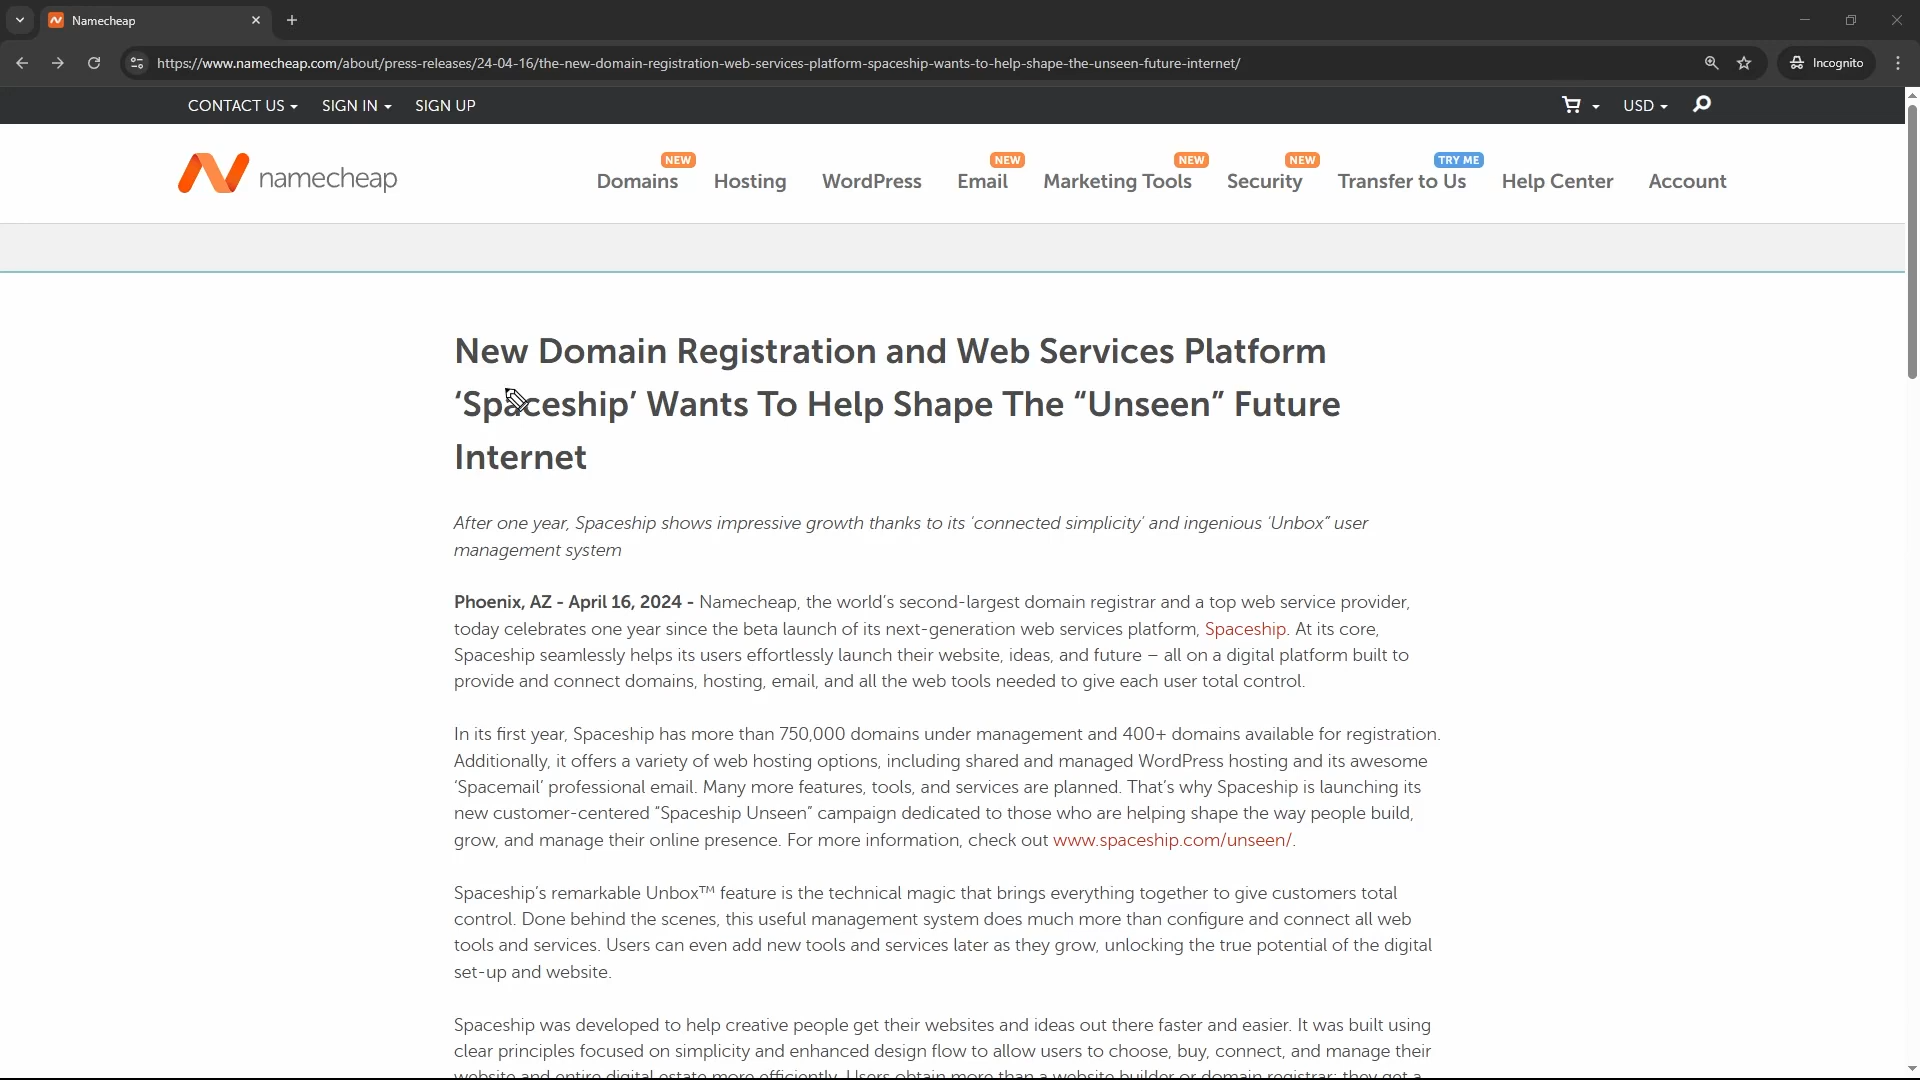 Namecheap
https://www.namecheap.com/about/press-releases/24-04-16/the-new-domain-registration-web-services-platform-spaceship-wants-to-help-shape-the-unseen-future-internet/
Incognito
CONTACT US SIGN IN SIGN UP
USD
namecheap
NEW NEW NEW NEW TRY ME
Domains Hosting WordPress Email Marketing Tools Security Transfer to Us Help Center Account
New Domain Registration and Web Services Platform
‘Spaceship’ Wants To Help Shape The “Unseen” Future
Internet
After one year, Spaceship shows impressive growth thanks to its ‘connected simplicity’ and ingenious ‘Unbox” user
management system
Phoenix, AZ - April 16, 2024 - Namecheap, the world’s second-largest domain registrar and a top web service provider,
today celebrates one year since the beta launch of its next-generation web services platform, Spaceship. At its core,
Spaceship seamlessly helps its users effortlessly launch their website, ideas, and future – all on a digital platform built to
provide and connect domains, hosting, email, and all the web tools needed to give each user total control.
In its first year, Spaceship has more than 750,000 domains under management and 400+ domains available for registration.
Additionally, it offers a variety of web hosting options, including shared and managed WordPress hosting and its awesome
‘Spacemail’ professional email. Many more features, tools, and services are planned. That’s why Spaceship is launching its
new customer-centered “Spaceship Unseen” campaign dedicated to those who are helping shape the way people build,
grow, and manage their online presence. For more information, check out www.spaceship.com/unseen/.
Spaceship’s remarkable Unbox™ feature is the technical magic that brings everything together to give customers total
control. Done behind the scenes, this useful management system does much more than configure and connect all web
tools and services. Users can even add new tools and services later as they grow, unlocking the true potential of the digital
set-up and website.
Spaceship was developed to help creative people get their websites and ideas out there faster and easier. It was built using
clear principles focused on simplicity and enhanced design flow to allow users to choose, buy, connect, and manage their
website and entire digital estate more efficiently. Users obtain more than a website builder or domain registrar; they get a